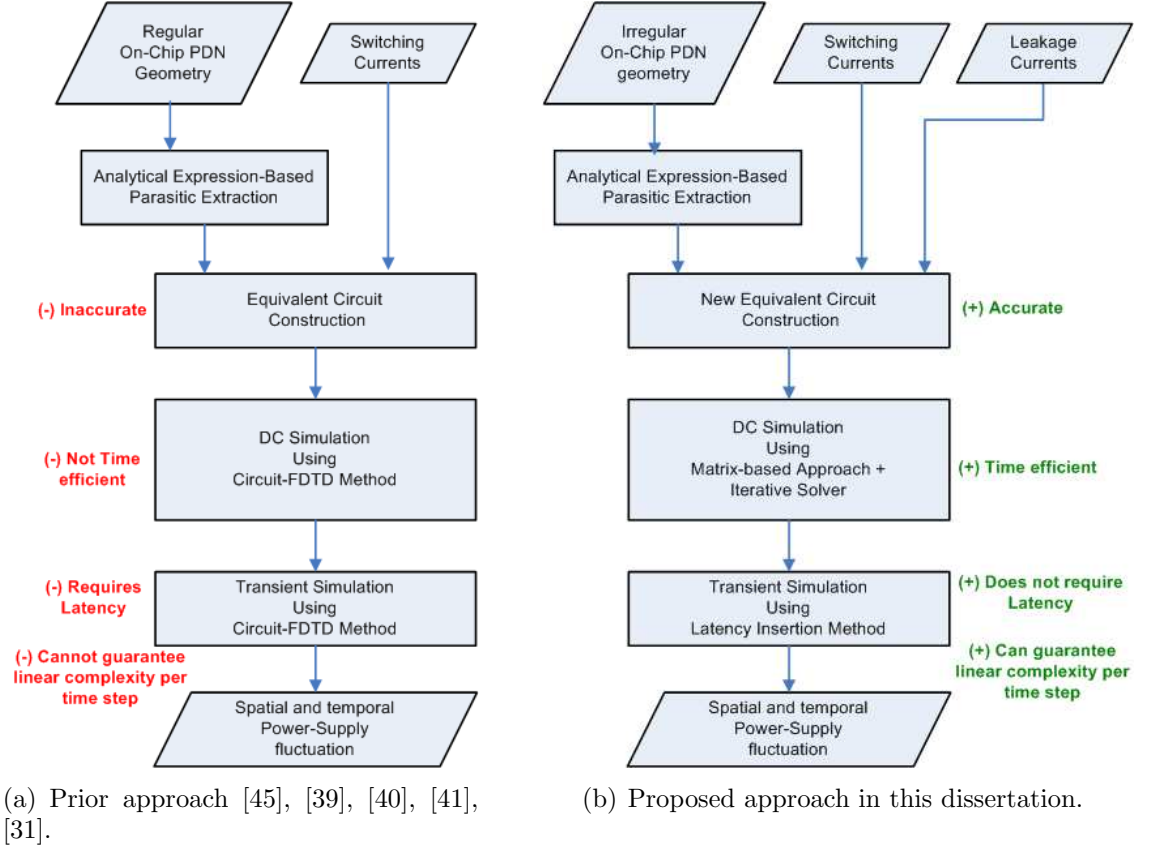 Regular
On-Chip PDN
Geometry
Switching
Currents
Analytical Expression-Based
Parasitic Extraction
(-) Inaccurate
Equivalent Circuit
Construction
(-) Not Time
efficient
DC Simulation
Using
Circuit-FDTD Method
(-) Requires
Latency
Transient Simulation
Using
Circuit-FDTD Method
(-) Cannot guarantee
linear complexity per
time step
Spatial and temporal
Power-Supply
fluctuation
(a) Prior approach [45], [39], [40], [41],
[31].
Irregular
On-Chip PDN
geometry
Switching
Currents
Leakage
Currents
Analytical Expression-Based
Parasitic Extraction
New Equivalent Circuit
Construction
(+) Accurate
DC Simulation
Using
Matrix-based Approach +
Iterative Solver
(+) Time efficient
Transient Simulation
Using
Latency Insertion Method
(+) Does not require
Latency
(+) Can guarantee
linear complexity per
time step
Spatial and temporal
Power-Supply
fluctuation
(b) Proposed approach in this dissertation.